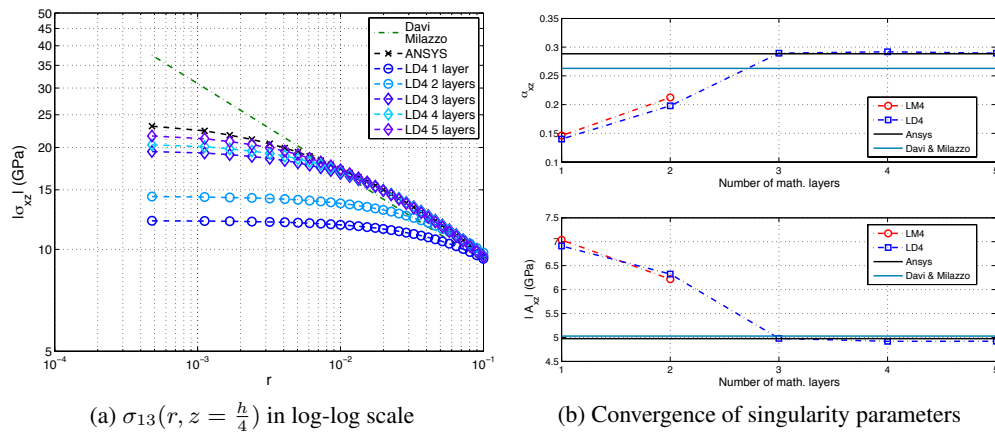 50
45
40
35
30
25
20
15
10
5
|σxz| (GPa)
10⁻⁴
10⁻³
10⁻²
10⁻¹
r
Davi
Milazzo
ANSYS
LD4 1 layer
LD4 2 layers
LD4 3 layers
LD4 4 layers
LD4 5 layers
(a) σ₁₃(r, z = h/4) in log-log scale
0.4
0.35
0.3
0.25
0.2
0.15
0.1
αxz
1 2 3 4 5
Number of math. layers
LM4
LD4
Ansys
Davi & Milazzo
7.5
7
6.5
6
5.5
5
4.5
|Axz| (GPa)
1 2 3 4 5
Number of math. layers
LM4
LD4
Ansys
Davi & Milazzo
(b) Convergence of singularity parameters